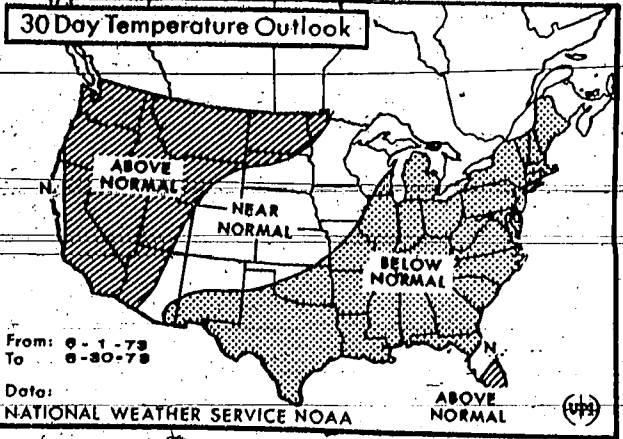 30 Day Temperature Outlook
ABOVE
NORMAL
N
NEAR
NORMAL
BELOW
NORMAL
From:
To
N
Data:
NATIONAL WEATHER SERVICE NOAA
ABOVE
NORMAL
UPI